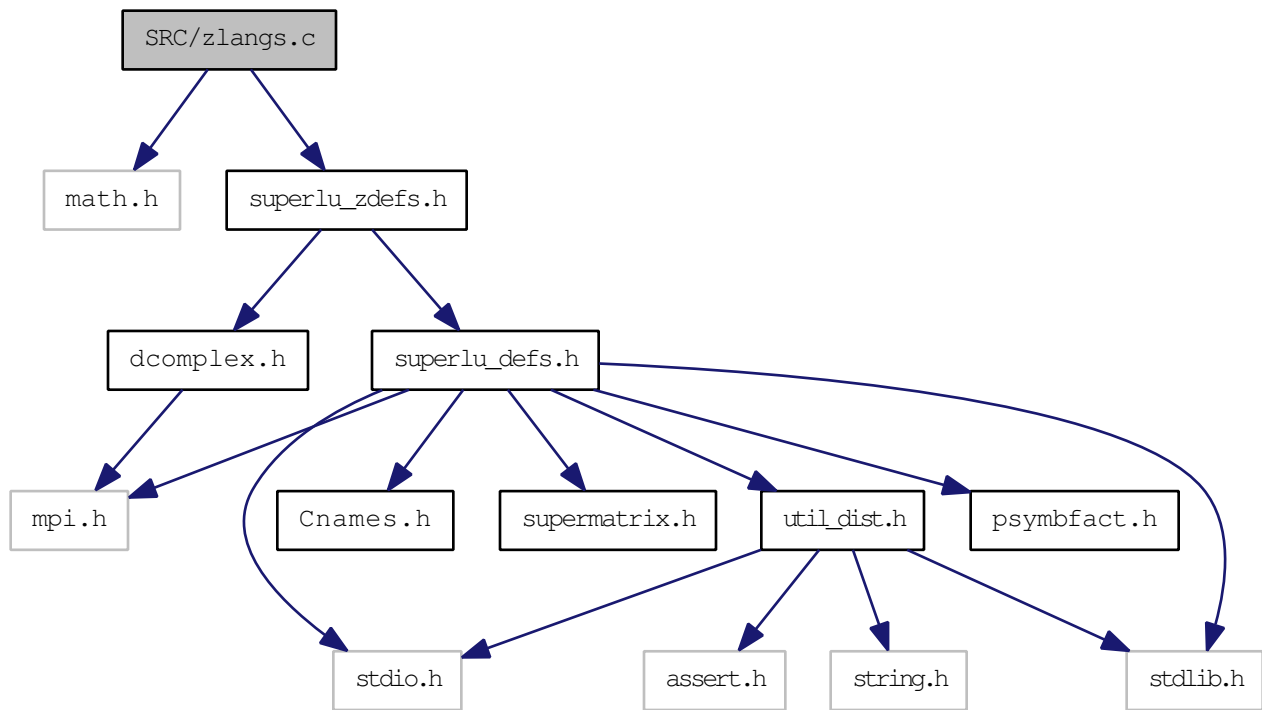 SRC/zlangs.c
math.h
superlu_zdefs.h
dcomplex.h
superlu_defs.h
mpi.h
Cnames.h
supermatrix.h
util_dist.h
psymbfact.h
stdio.h
assert.h
string.h
stdlib.h